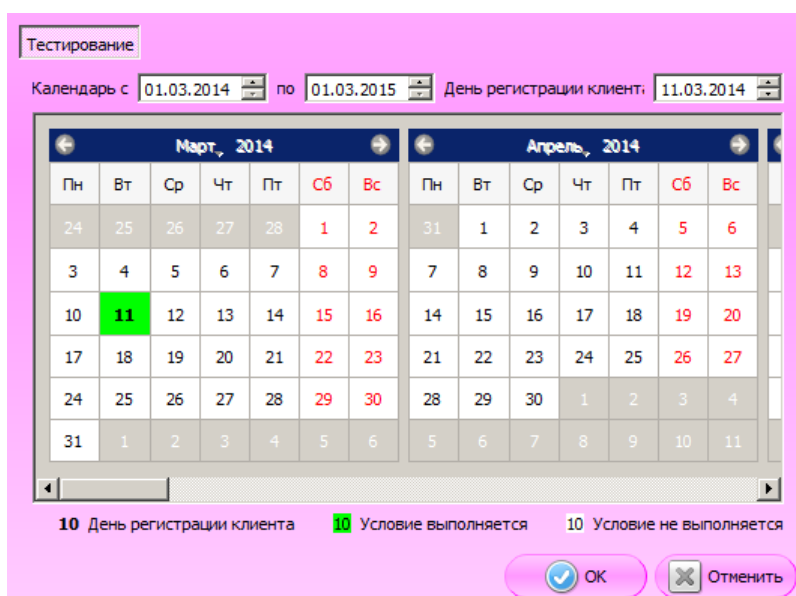 Тестирование
Календарь с 01.03.2014 по 01.03.2015 День регистрации клиента 11.03.2014
Март, 2014 Апрель, 2014
Пн Вт Ср Чт Пт Сб Вс Пн Вт Ср Чт Пт Сб Вс
24 25 26 27 28 1 2 31 1 2 3 4 5 6
3 4 5 6 7 8 9 7 8 9 10 11 12 13
10 11 12 13 14 15 16 14 15 16 17 18 19 20
17 18 19 20 21 22 23 21 22 23 24 25 26 27
24 25 26 27 28 29 30 28 29 30 1 2 3 4
31 1 2 3 4 5 6 5 6 7 8 9 10 11
10 День регистрации клиента 10 Условие выполняется 10 Условие не выполняется
OK Отменить